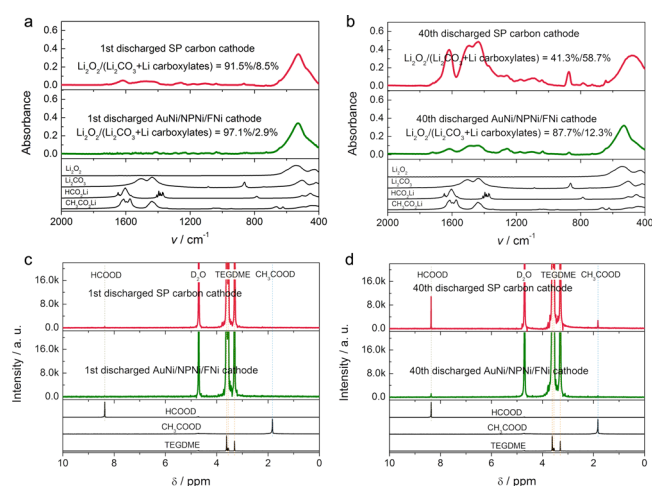 a
0.6
0.4
0.2
0.0
1st discharged SP carbon cathode
Li2O2/(Li2CO3+Li carboxylates) = 91.5%/8.5%
0.6
0.4
0.2
0.0
1st discharged AuNi/NPNi/FNi cathode
Li2O2/(Li2CO3+Li carboxylates) = 97.1%/2.9%
Absorbance
Li2O2
Li2CO3
HCO2Li
CH3CO2Li
2000 1600 1200 800 400
ν / cm-1
b
0.6
0.4
0.2
0.0
40th discharged SP carbon cathode
Li2O2/(Li2CO3+Li carboxylates) = 41.3%/58.7%
0.6
0.4
0.2
0.0
40th discharged AuNi/NPNi/FNi cathode
Li2O2/(Li2CO3+Li carboxylates) = 87.7%/12.3%
Absorbance
Li2O2
Li2CO3
HCO2Li
CH3CO2Li
2000 1600 1200 800 400
ν / cm-1
c
HCOOD D2O TEGDME CH3COOD
16.0k
8.0k
0.0
1st discharged SP carbon cathode
16.0k
8.0k
0.0
1st discharged AuNi/NPNi/FNi cathode
Intensity / a. u.
HCOOD
CH3COOD
TEGDME
10 8 6 4 2 0
δ / ppm
d
HCOOD D2O TEGDME CH3COOD
16.0k
8.0k
0.0
40th discharged SP carbon cathode
16.0k
8.0k
0.0
40th discharged AuNi/NPNi/FNi cathode
Intensity / a. u.
HCOOD
CH3COOD
TEGDME
10 8 6 4 2 0
δ / ppm